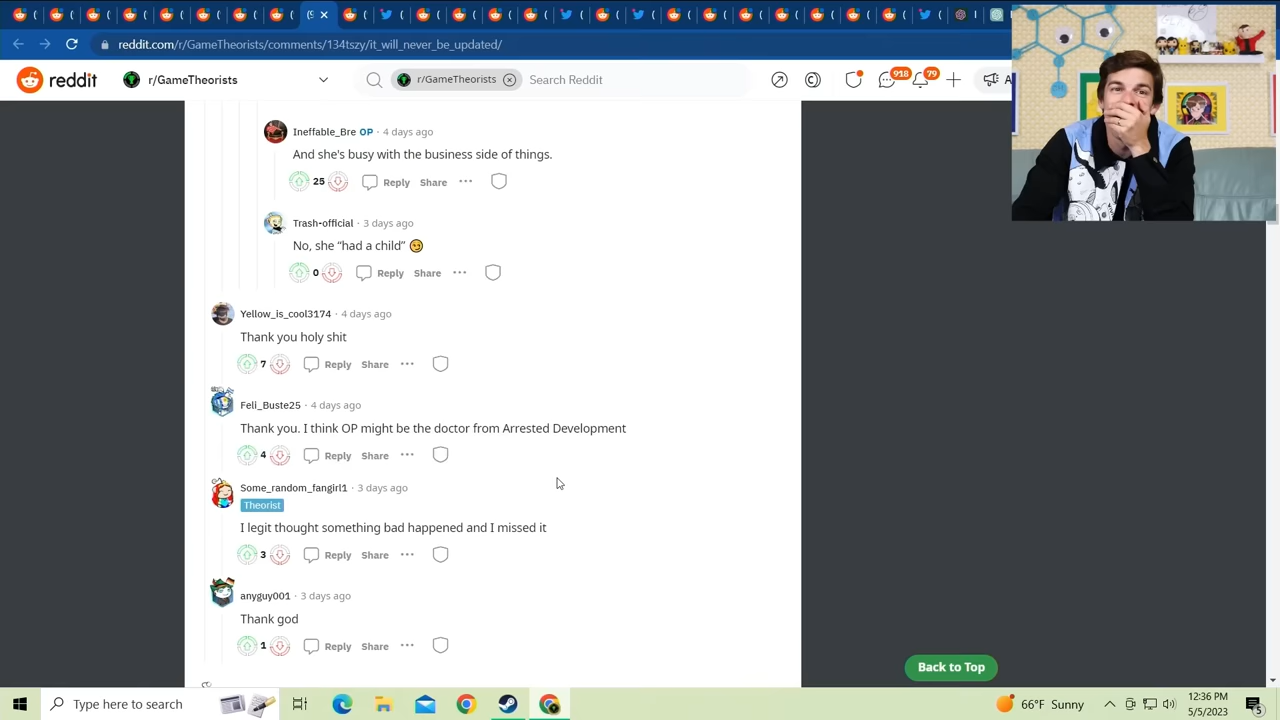 reddit.com/r/GameTheorists/comments/134tszy/it_will_never_be_updated/
reddit
r/GameTheorists
r/GameTheorists
Search Reddit
918
79
Ineffable_Bre OP · 4 days ago
And she's busy with the business side of things.
25 Reply Share
Trash-official · 3 days ago
No, she “had a child” 😏
0 Reply Share
Yellow_is_cool3174 · 4 days ago
Thank you holy shit
7 Reply Share
Feli_Buste25 · 4 days ago
Thank you. I think OP might be the doctor from Arrested Development
4 Reply Share
Some_random_fangirl1 · 3 days ago
Theorist
I legit thought something bad happened and I missed it
3 Reply Share
anyguy001 · 3 days ago
Thank god
1 Reply Share
Back to Top
Type here to search
66°F Sunny
12:36 PM
5/5/2023
5